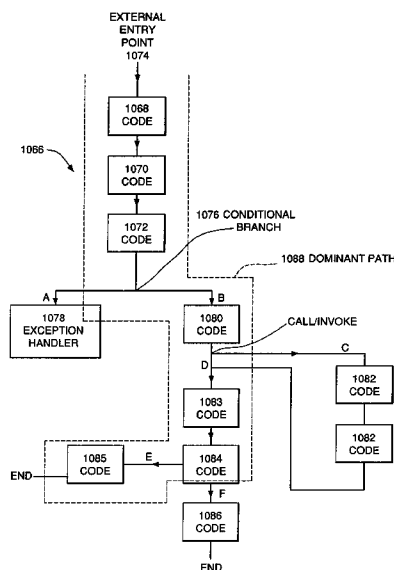 EXTERNAL
ENTRY
POINT
1074
1068
CODE
1066
1070
CODE
1072
CODE
1076 CONDITIONAL
BRANCH
1088 DOMINANT PATH
A
B
1078
EXCEPTION
HANDLER
1080
CODE
CALL/INVOKE
C
D
1082
CODE
1083
CODE
1082
CODE
E
1085
CODE
1084
CODE
END
F
1086
CODE
END